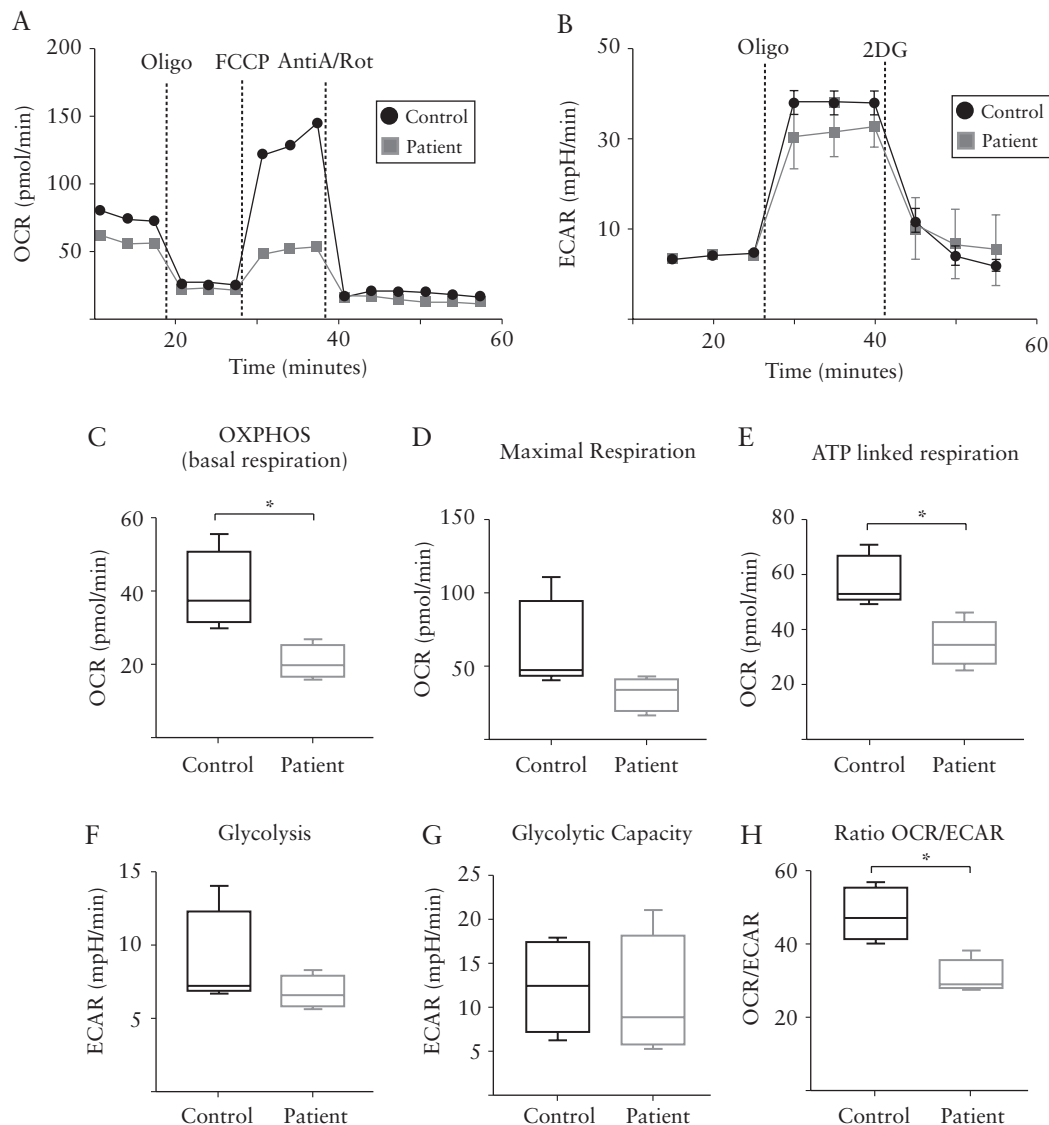 A
200
150
100
50
OCR (pmol/min)
Oligo
FCCP
AntiA/Rot
Control
Patient
20
40
60
Time (minutes)
B
50
30
10
ECAR (mpH/min)
Oligo
2DG
Control
Patient
20
40
60
Time (minutes)
C
OXPHOS
(basal respiration)
*
60
40
20
OCR (pmol/min)
Control
Patient
D
Maximal Respiration
150
100
50
OCR (pmol/min)
Control
Patient
E
ATP linked respiration
*
80
60
40
20
OCR (pmol/min)
Control
Patient
F
Glycolysis
15
10
5
ECAR (mpH/min)
Control
Patient
G
Glycolytic Capacity
25
20
15
10
5
ECAR (mpH/min)
Control
Patient
H
Ratio OCR/ECAR
*
60
40
20
OCR/ECAR
Control
Patient